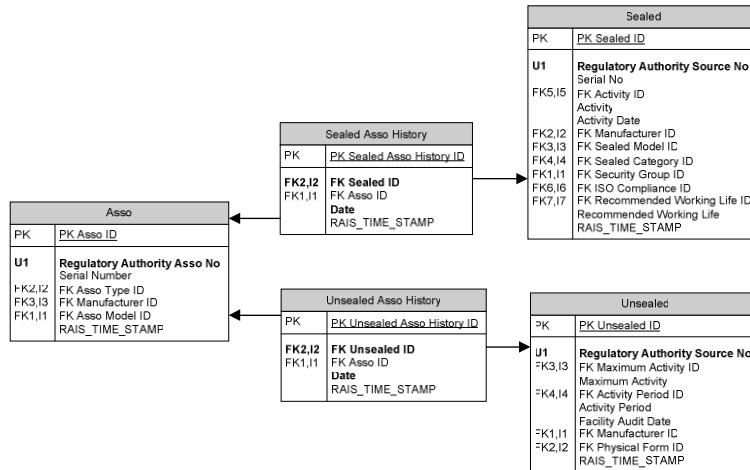 Sealed
PK PK Sealed ID
U1 Regulatory Authority Source No
Serial No
FK5,I5 FK Activity ID
Activity
Activity Date
FK2,I2 FK Manufacturer ID
FK3,I3 FK Sealed Model ID
FK4,I4 FK Sealed Category ID
FK1,I1 FK Security Group ID
FK6,I6 FK ISO Compliance ID
FK7,I7 FK Recommended Working Life ID
Recommended Working Life
RAIS_TIME_STAMP
Sealed Asso History
PK PK Sealed Asso History ID
FK2,I2 FK Sealed ID
FK1,I1 FK Asso ID
Date
RAIS_TIME_STAMP
Asso
PK PK Asso ID
U1 Regulatory Authority Asso No
Serial Number
FK2,I2 FK Asso Type ID
FK3,I3 FK Manufacturer ID
FK1,I1 FK Asso Model ID
RAIS_TIME_STAMP
Unsealed Asso History
PK PK Unsealed Asso History ID
FK2,I2 FK Unsealed ID
FK1,I1 FK Asso ID
Date
RAIS_TIME_STAMP
Unsealed
PK PK Unsealed ID
U1 Regulatory Authority Source No
FK3,I3 FK Maximum Activity ID
Maximum Activity
FK4,I4 FK Activity Period ID
Activity Period
Facility Audit Date
FK1,I1 FK Manufacturer ID
FK2,I2 FK Physical Form ID
RAIS_TIME_STAMP